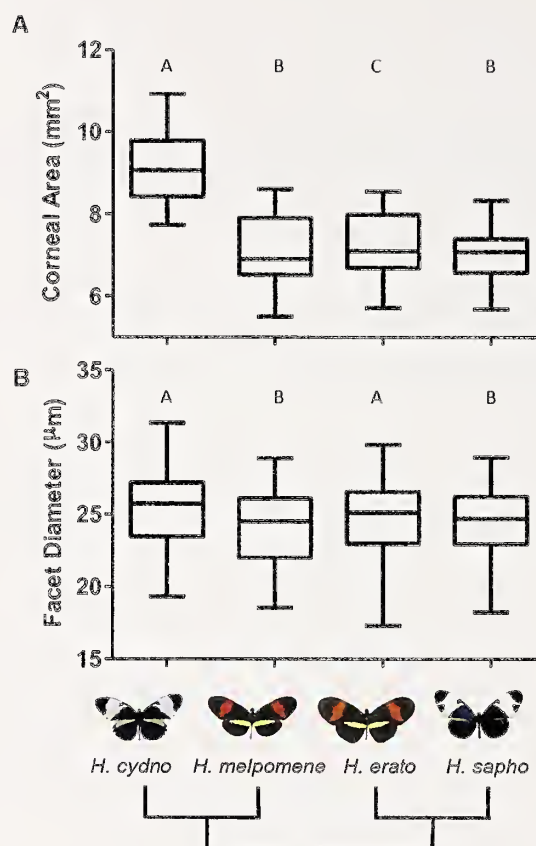 A
Corneal Area (mm²)
12
10
8
6
A B C B
B
Facet Diameter (µm)
35
30
25
20
15
A B A B
H. cydno H. melpomene H. erato H. sapho